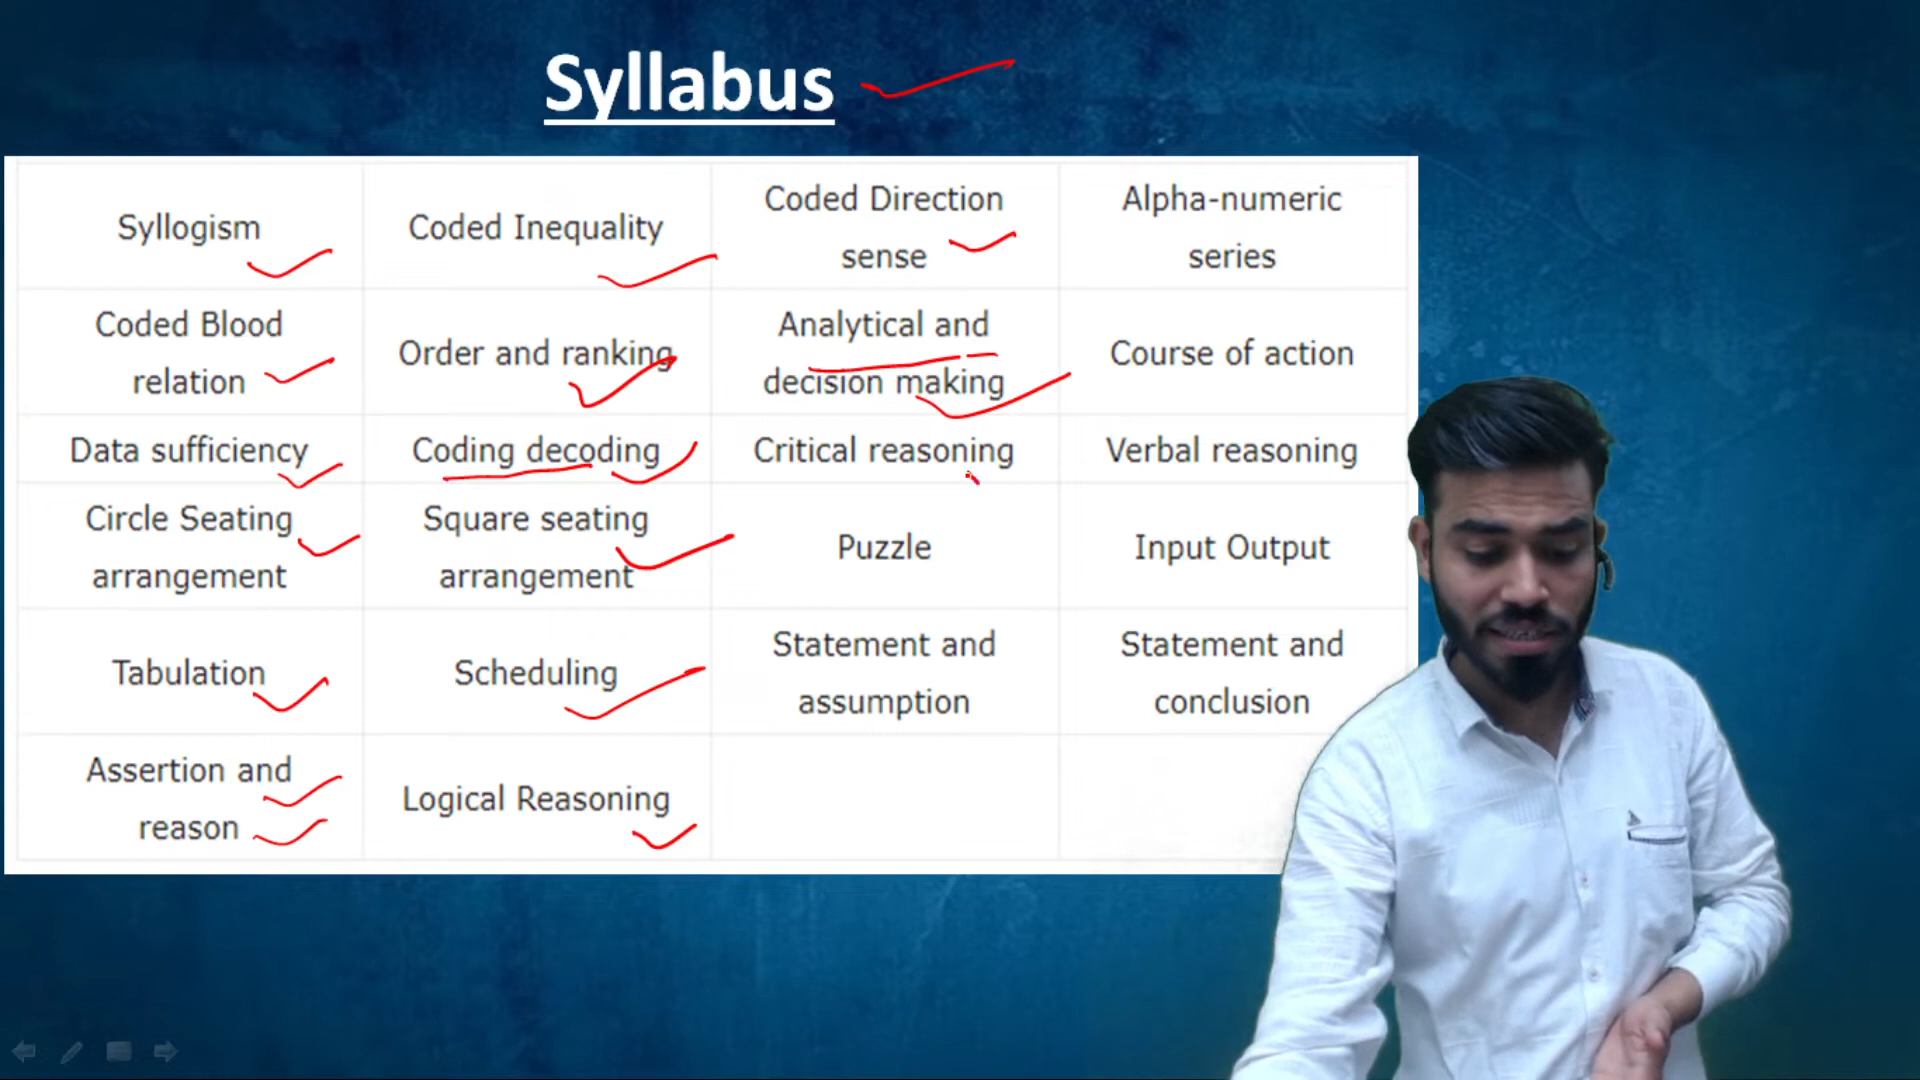 Syllabus
Syllogism
Coded Inequality
Coded Direction
sense
Alpha-numeric
series
Coded Blood
relation
Order and ranking
Analytical and
decision making
Course of action
Data sufficiency
Coding decoding
Critical reasoning
Verbal reasoning
Circle Seating
arrangement
Square seating
arrangement
Puzzle
Input Output
Tabulation
Scheduling
Statement and
assumption
Statement and
conclusion
Assertion and
reason
Logical Reasoning